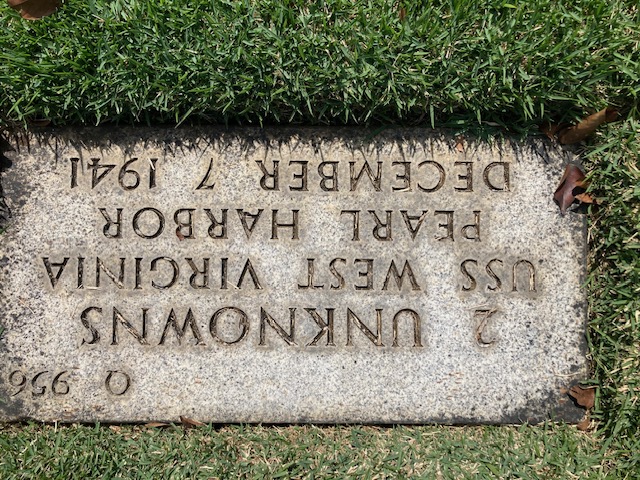 Q 956
2 UNKNOWNS
USS WEST VIRGINIA
PEARL HARBOR
DECEMBER 7 1941